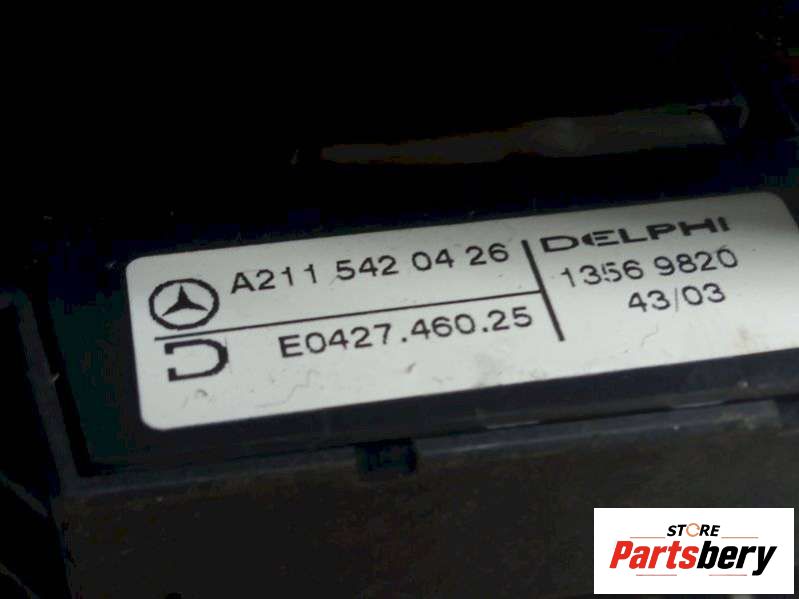 A211 542 04 26
E0427.460.25
DELPHI
1356 9820
43/03
STORE
Partsbery